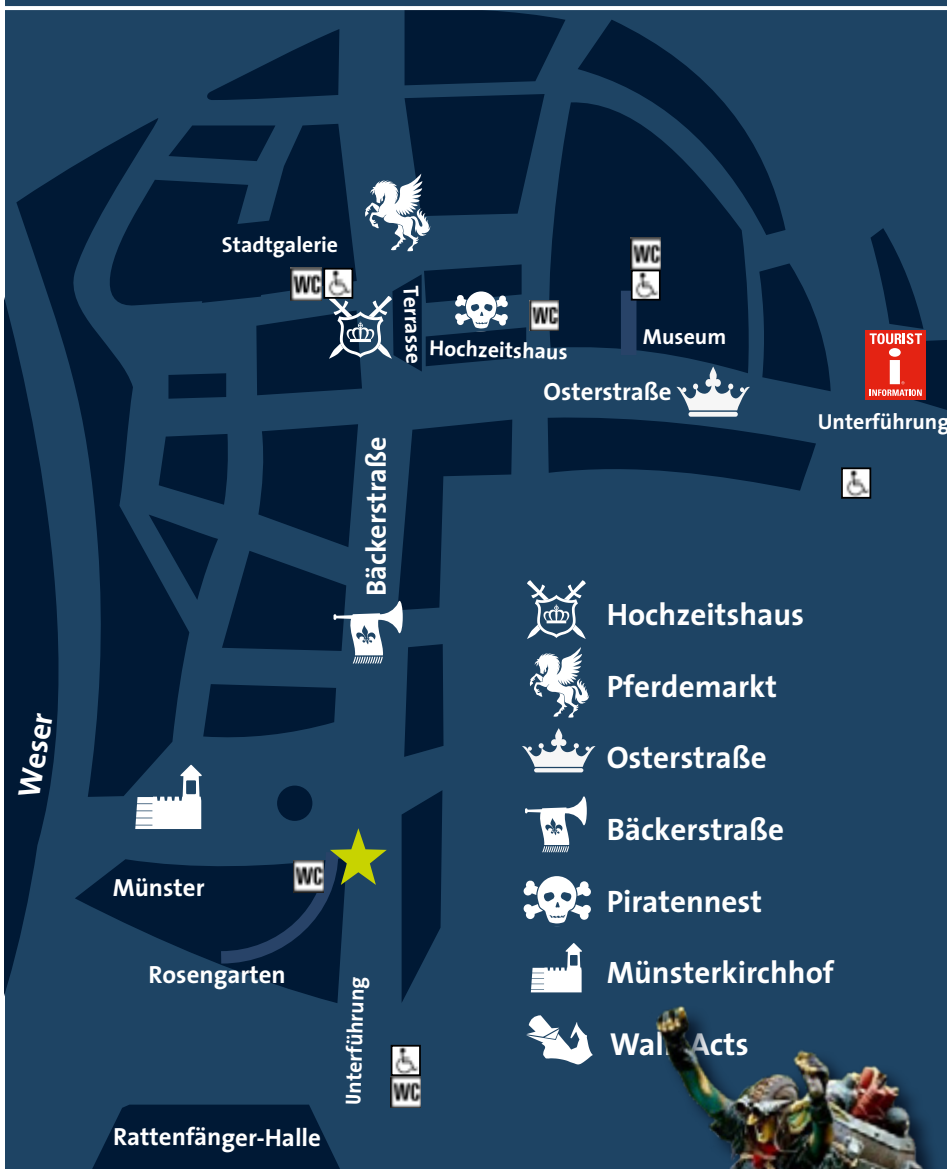 Stadtgalerie
WC
WC
Terrasse
Hochzeitshaus
WC
Museum
TOURIST
i
INFORMATION
Osterstraße
Unterführung
Bäckerstraße
Hochzeitshaus
Pferdemarkt
Osterstraße
Bäckerstraße
Piratennest
Münsterkirchhof
Acts
Weser
Münster
WC
Rosengarten
Unterführung
WC
Rattenfänger-Halle